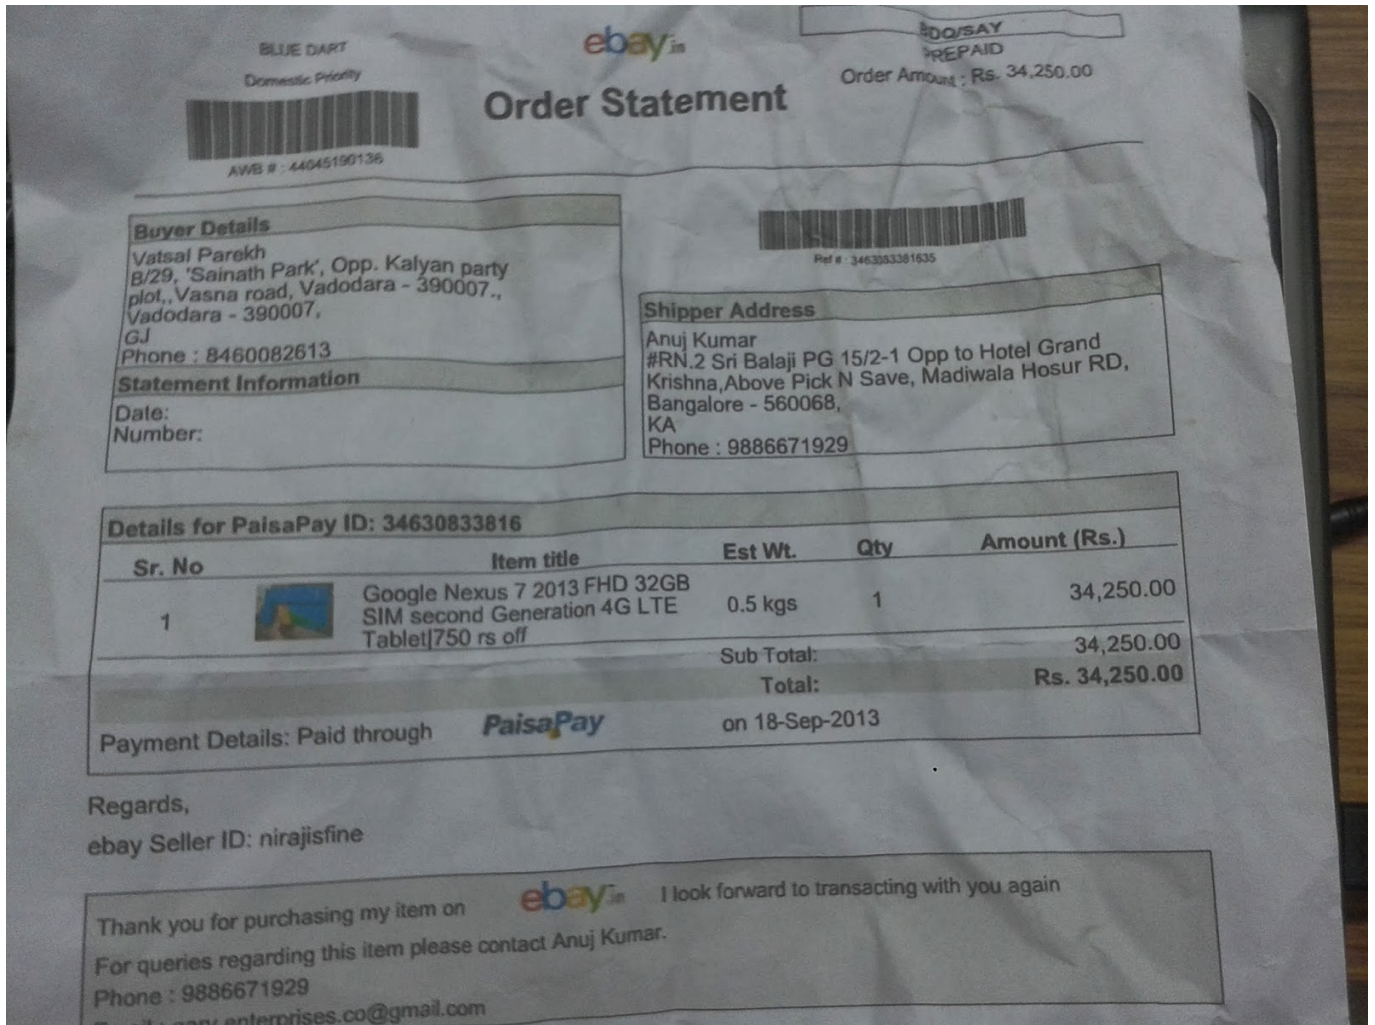 BLUE DART
Domestic Priority
AWB # : 44045190136
ebay.in
Order Statement
BDQ/SAY
PREPAID
Order Amount : Rs. 34,250.00
Buyer Details
Vatsal Parekh
B/29, 'Sainath Park', Opp. Kalyan party
plot,,Vasna road, Vadodara - 390007.,
Vadodara - 390007,
GJ
Phone : 8460082613
Statement Information
Date:
Number:
Ref # : 3463083381635
Shipper Address
Anuj Kumar
#RN.2 Sri Balaji PG 15/2-1 Opp to Hotel Grand
Krishna,Above Pick N Save, Madiwala Hosur RD,
Bangalore - 560068,
KA
Phone : 9886671929
Details for PaisaPay ID: 34630833816
Sr. No Item title Est Wt. Qty Amount (Rs.)
1 Google Nexus 7 2013 FHD 32GB
SIM second Generation 4G LTE 0.5 kgs 1 34,250.00
Tablet|750 rs off
Sub Total: 34,250.00
Total: Rs. 34,250.00
Payment Details: Paid through PaisaPay on 18-Sep-2013
Regards,
ebay Seller ID: nirajisfine
Thank you for purchasing my item on ebay.in I look forward to transacting with you again
For queries regarding this item please contact Anuj Kumar.
Phone : 9886671929
enterprises.co@gmail.com